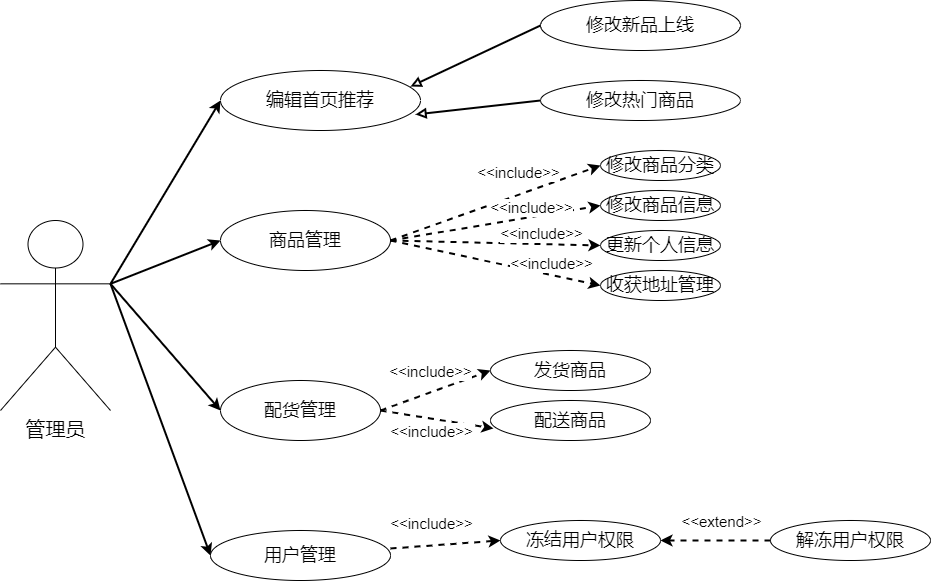 修改新品上线
编辑首页推荐
修改热门商品
<<include>>
修改商品分类
<<include>>
修改商品信息
商品管理
<<include>>
更新个人信息
<<include>>
收获地址管理
管理员
<<include>>
发货商品
配货管理
<<include>>
配送商品
用户管理
<<include>>
冻结用户权限
<<extend>>
解冻用户权限